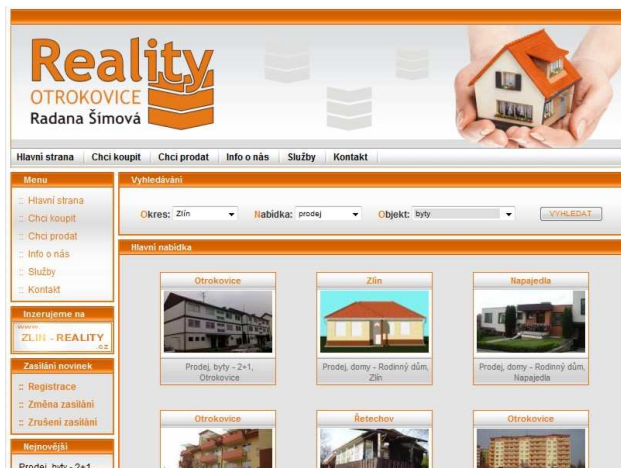 Reality
OTROKOVICE
Radana Šímová
Hlavní strana Chci koupit Chci prodat Info o nás Služby Kontakt
Menu
:: Hlavní strana
:: Chci koupit
:: Chci prodat
:: Info o nás
:: Služby
:: Kontakt
Inzerujeme na
www.
ZLIN - REALITY
.cz
Zasílání novinek
:: Registrace
:: Změna zasílání
:: Zrušení zasílání
Nejnovější
Prodej, byty - 2+1,
Vyhledávání
Okres: Zlín Nabídka: prodej Objekt: byty VYHLEDAT
Hlavní nabídka
Otrokovice Zlín Napajedla
Prodej, byty - 2+1, Prodej, domy - Rodinný dům, Prodej, domy - Rodinný dům,
Otrokovice Zlín Napajedla
Otrokovice Řetechov Otrokovice